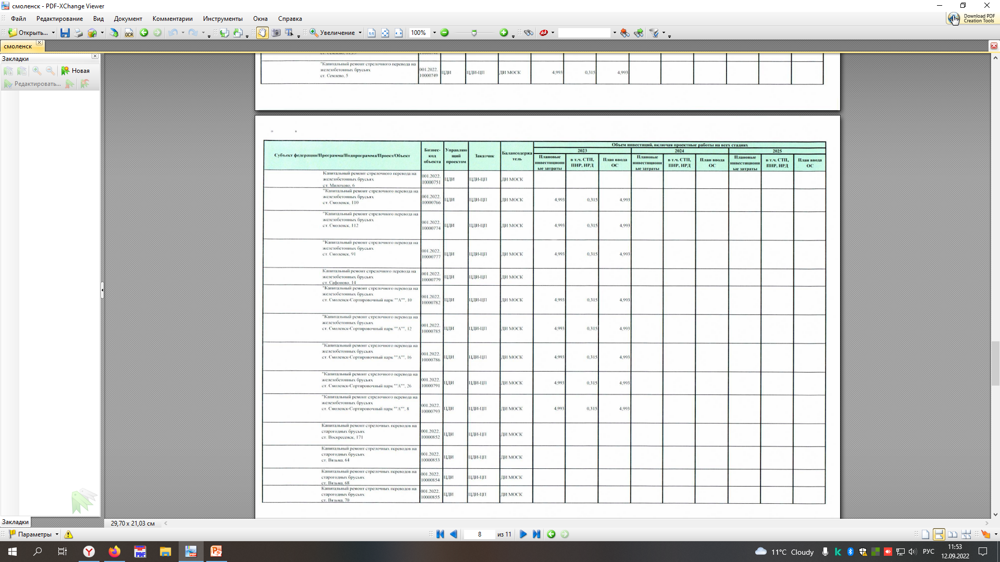 смоленск - PDF-XChange Viewer
Файл Редактирование Вид Документ Комментарии Инструменты Окна Справка
Download PDF
Creation Tools
Открыть... OCR Увеличение 1:1 100% Ask
смоленск
Закладки
Новая
Редактировать...
"Капитальный ремонт стрелочного перевода на
железобетонных брусьях
ст. Семлево, 5
001.2022.
10000749
ЦДИ ЦДИ-ЦП ДИ МОСК 4,993 0,315 4,993
Субъект федерации/Программа/Подпрограмма/Проект/Объект
Бизнес-
код
объекта
Управляю
щий
проектом
Заказчик
Балансодержа
тель
Объем инвестиций, включая проектные работы на всех стадиях
2023 2024 2025
Плановые
инвестиционн
ые затраты
в т.ч. СТП,
ПИР, ИРД
План ввода
ОС
Плановые
инвестиционн
ые затраты
в т.ч. СТП,
ПИР, ИРД
План ввода
ОС
Плановые
инвестиционн
ые затраты
в т.ч. СТП,
ПИР, ИРД
План ввода
ОС
Капитальный ремонт стрелочного перевода на
железобетонных брусьях
ст. Милохово, 6
001.2022.
10000751
ЦДИ ЦДИ-ЦП ДИ МОСК
"Капитальный ремонт стрелочного перевода на
железобетонных брусьях
ст. Смоленск, 110
001.2022.
10000766
ЦДИ ЦДИ-ЦП ДИ МОСК 4,993 0,315 4,993
"Капитальный ремонт стрелочного перевода на
железобетонных брусьях
ст. Смоленск, 112
001.2022.
10000774
ЦДИ ЦДИ-ЦП ДИ МОСК 4,993 0,315 4,993
"Капитальный ремонт стрелочного перевода на
железобетонных брусьях
ст. Смоленск, 91
001.2022.
10000777
ЦДИ ЦДИ-ЦП ДИ МОСК 4,993 0,315 4,993
Капитальный ремонт стрелочного перевода на
железобетонных брусьях
ст. Сафоново, 14
001.2022.
10000779
ЦДИ ЦДИ-ЦП ДИ МОСК
"Капитальный ремонт стрелочного перевода на
железобетонных брусьях
ст. Смоленск-Сортировочный парк ""А"", 10
001.2022.
10000782
ЦДИ ЦДИ-ЦП ДИ МОСК 4,993 0,315 4,993
"Капитальный ремонт стрелочного перевода на
железобетонных брусьях
ст. Смоленск-Сортировочный парк ""А"", 12
001.2022.
10000785
ЦДИ ЦДИ-ЦП ДИ МОСК 4,993 0,315 4,993
"Капитальный ремонт стрелочного перевода на
железобетонных брусьях
ст. Смоленск-Сортировочный парк ""А"", 16
001.2022.
10000786
ЦДИ ЦДИ-ЦП ДИ МОСК 4,993 0,315 4,993
"Капитальный ремонт стрелочного перевода на
железобетонных брусьях
ст. Смоленск-Сортировочный парк ""А"", 26
001.2022.
10000791
ЦДИ ЦДИ-ЦП ДИ МОСК 4,993 0,315 4,993
"Капитальный ремонт стрелочного перевода на
железобетонных брусьях
ст. Смоленск-Сортировочный парк ""А"", 8
001.2022.
10000793
ЦДИ ЦДИ-ЦП ДИ МОСК 4,993 0,315 4,993
Капитальный ремонт стрелочных переводов на
старогодных брусьях
ст. Воскресенск, 171
001.2022.
10000852
ЦДИ ЦДИ-ЦП ДИ МОСК
Капитальный ремонт стрелочных переводов на
старогодных брусьях
ст. Вязьма, 64
001.2022.
10000853
ЦДИ ЦДИ-ЦП ДИ МОСК
Капитальный ремонт стрелочных переводов на
старогодных брусьях
ст. Вязьма, 68
001.2022.
10000854
ЦДИ ЦДИ-ЦП ДИ МОСК
Капитальный ремонт стрелочных переводов на
старогодных брусьях
ст. Вязьма, 70
001.2022.
10000855
ЦДИ ЦДИ-ЦП ДИ МОСК
Закладки 29,70 x 21,03 см
Параметры 8 из 11
PDF 11°C Cloudy РУС 11:53
12.09.2022